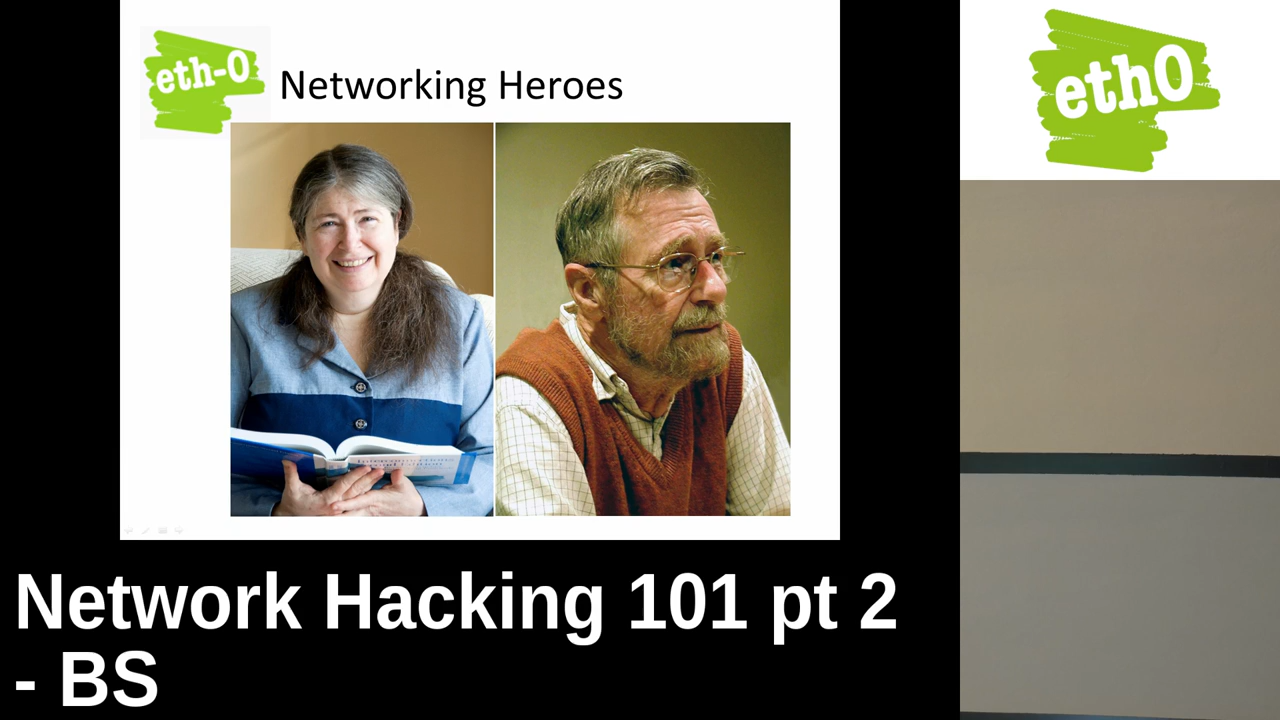 eth-0
Networking Heroes
eth0
Network Hacking 101 pt 2
- BS